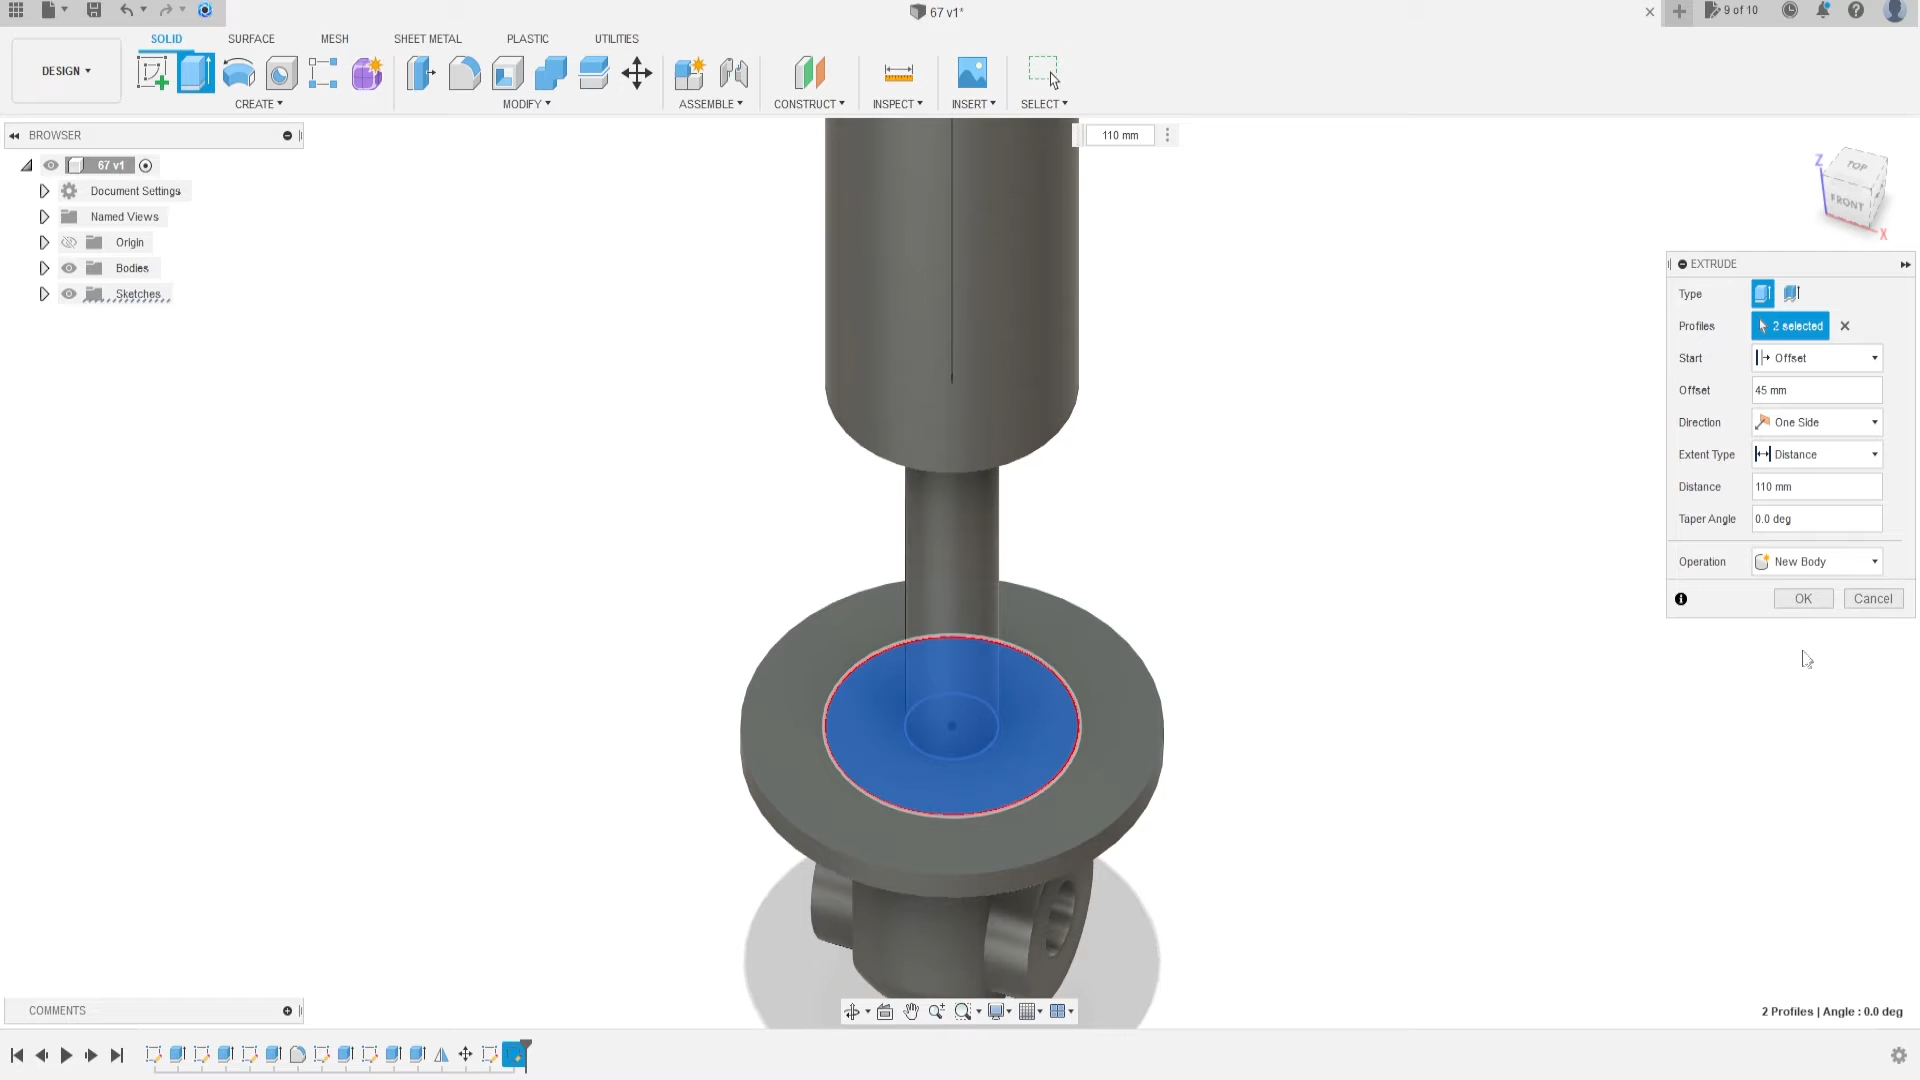 67 v1*
9 of 10
DESIGN
SOLID
SURFACE
MESH
SHEET METAL
PLASTIC
UTILITIES
CREATE
MODIFY
ASSEMBLE
CONSTRUCT
INSPECT
INSERT
SELECT
BROWSER
67 v1
Document Settings
Named Views
Origin
Bodies
Sketches
110 mm
Z
TOP
FRONT
X
EXTRUDE
Type
Profiles
2 selected
Start
Offset
Offset
45 mm
Direction
One Side
Extent Type
Distance
Distance
110 mm
Taper Angle
0.0 deg
Operation
New Body
OK
Cancel
COMMENTS
2 Profiles | Angle : 0.0 deg